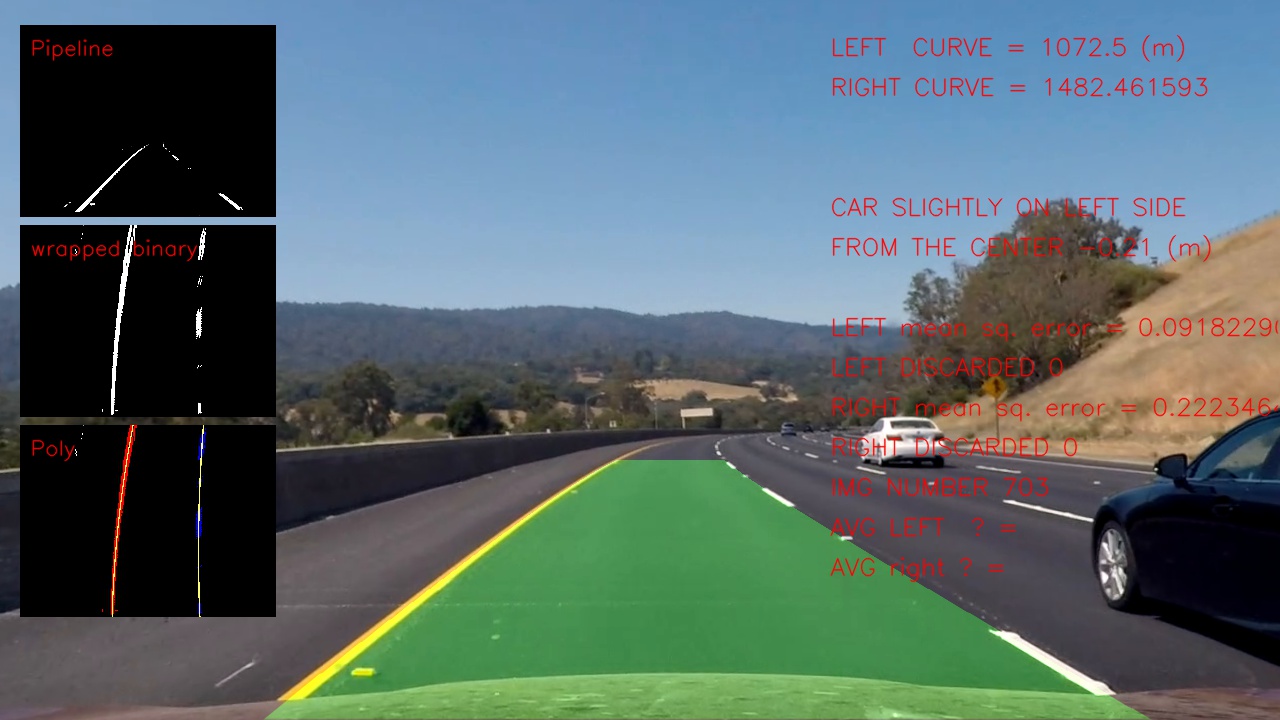 Pipeline
wrapped binary
Poly
LEFT CURVE = 1072.5 (m)
RIGHT CURVE = 1482.461593
CAR SLIGHTLY ON LEFT SIDE
FROM THE CENTER -0.21 (m)
LEFT mean sq. error = 0.0918229
LEFT DISCARDED 0
RIGHT mean sq. error = 0.222346
RIGHT DISCARDED 0
IMG NUMBER 703
AVG LEFT ? =
AVG right ? =